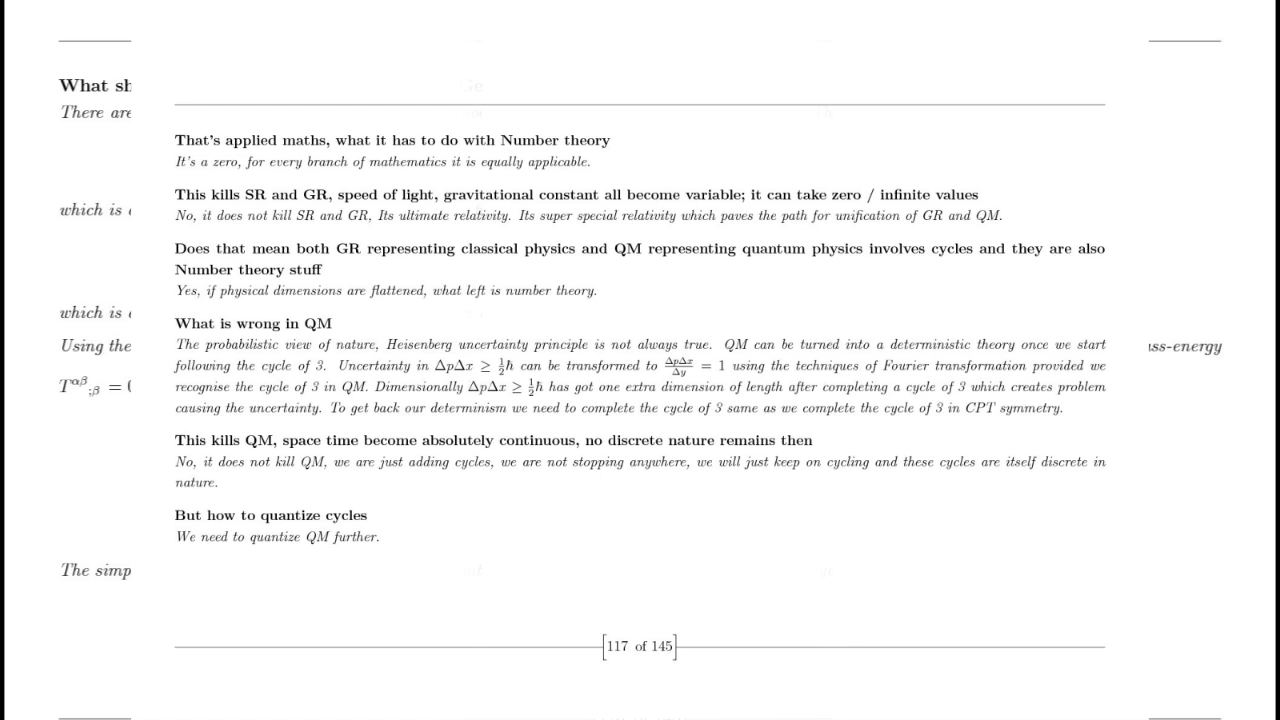 What sh
There are
That's applied maths, what it has to do with Number theory
It's a zero, for every branch of mathematics it is equally applicable.
This kills SR and GR, speed of light, gravitational constant all become variable; it can take zero / infinite values
which is
No, it does not kill SR and GR, Its ultimate relativity. Its super special relativity which paves the path for unification of GR and QM.
Does that mean both GR representing classical physics and QM representing quantum physics involves cycles and they are also
Number theory stuff
Yes, if physical dimensions are flattened, what left is number theory.
which is
What is wrong in QM
Using the
The probabilistic view of nature, Heisenberg uncertainty principle is not always true. QM can be turned into a deterministic theory once we start
ss-energy
following the cycle of 3. Uncertainty in ΔpΔx ≥ ½ħ can be transformed to ΔpΔx/Δy = 1 using the techniques of Fourier transformation provided we
T^{αβ}_{;β} = 0
recognise the cycle of 3 in QM. Dimensionally ΔpΔx ≥ ½ħ has got one extra dimension of length after completing a cycle of 3 which creates problem
causing the uncertainty. To get back our determinism we need to complete the cycle of 3 same as we complete the cycle of 3 in CPT symmetry.
This kills QM, space time become absolutely continuous, no discrete nature remains then
No, it does not kill QM, we are just adding cycles, we are not stopping anywhere, we will just keep on cycling and these cycles are itself discrete in
nature.
But how to quantize cycles
We need to quantize QM further.
The simp
[117 of 145]